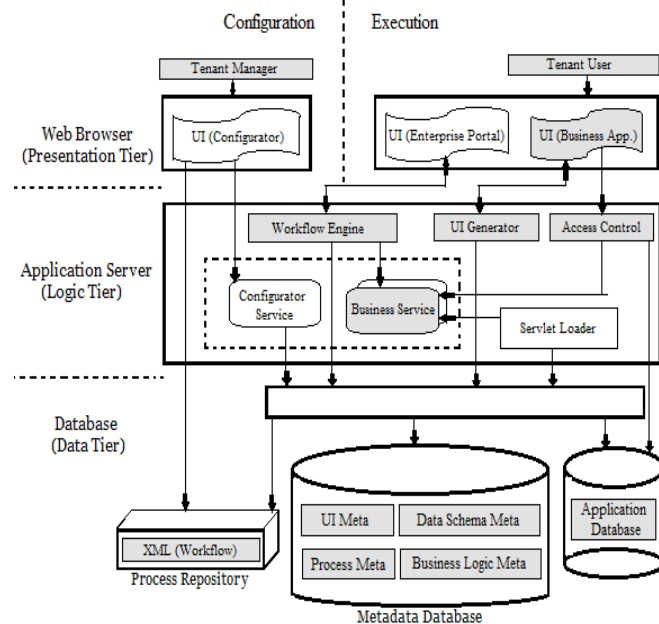 Configuration
Execution
Tenant Manager
Tenant User
Web Browser
(Presentation Tier)
UI (Configurator)
UI (Enterprise Portal)
UI (Business App.)
Application Server
(Logic Tier)
Workflow Engine
UI Generator
Access Control
Configurator
Service
Business Service
Servlet Loader
Database
(Data Tier)
XML (Workflow)
Process Repository
UI Meta
Data Schema Meta
Process Meta
Business Logic Meta
Metadata Database
Application
Database